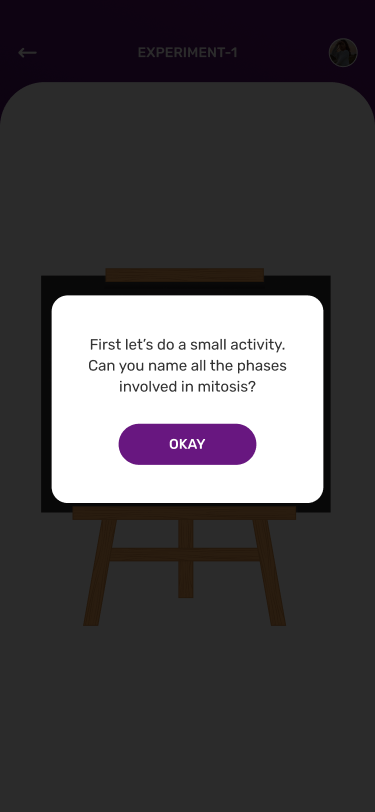 EXPERIMENT-1
First let’s do a small activity.
Can you name all the phases
involved in mitosis?
OKAY